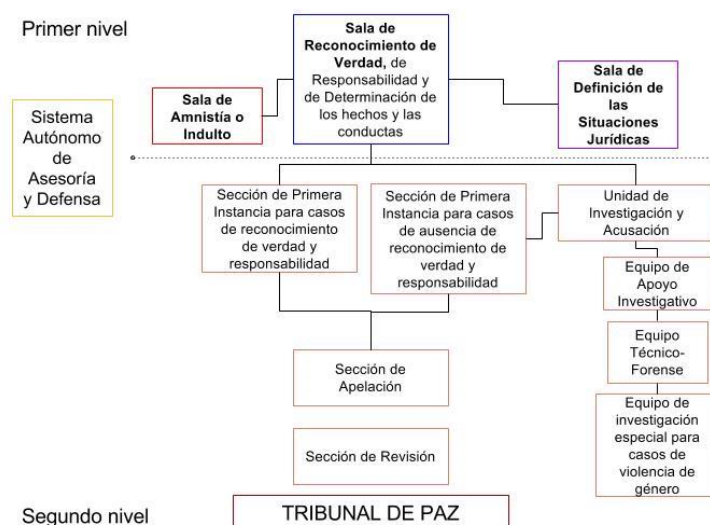 Primer nivel
Sala de
Reconocimiento de
Verdad, de
Responsabilidad y
de Determinación de
los hechos y las
conductas
Sala de
Amnistía o
Indulto
Sala de
Definición de
las
Situaciones
Jurídicas
Sistema
Autónomo
de
Asesoría
y Defensa
Sección de Primera
Instancia para casos
de reconocimiento
de verdad y
responsabilidad
Sección de Primera
Instancia para casos
de ausencia de
reconocimiento de
verdad y
responsabilidad
Unidad de
Investigación y
Acusación
Equipo de
Apoyo
Investigativo
Equipo
Técnico-
Forense
Equipo de
investigación
especial para
casos de
violencia de
género
Sección de
Apelación
Sección de Revisión
Segundo nivel
TRIBUNAL DE PAZ